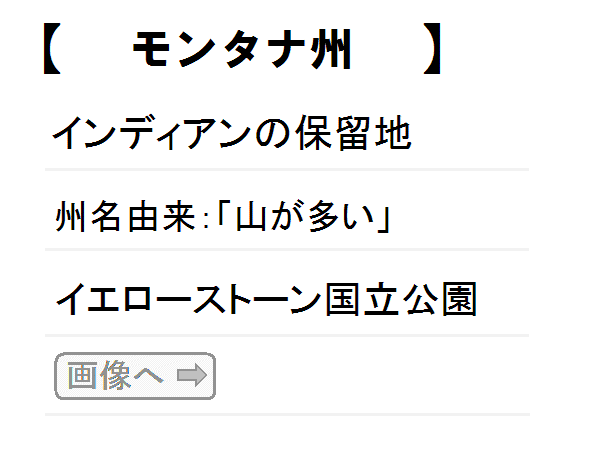 【 モンタナ州 】
インディアンの保留地
州名由来:「山が多い」
イエローストーン国立公園
画像へ ⇨